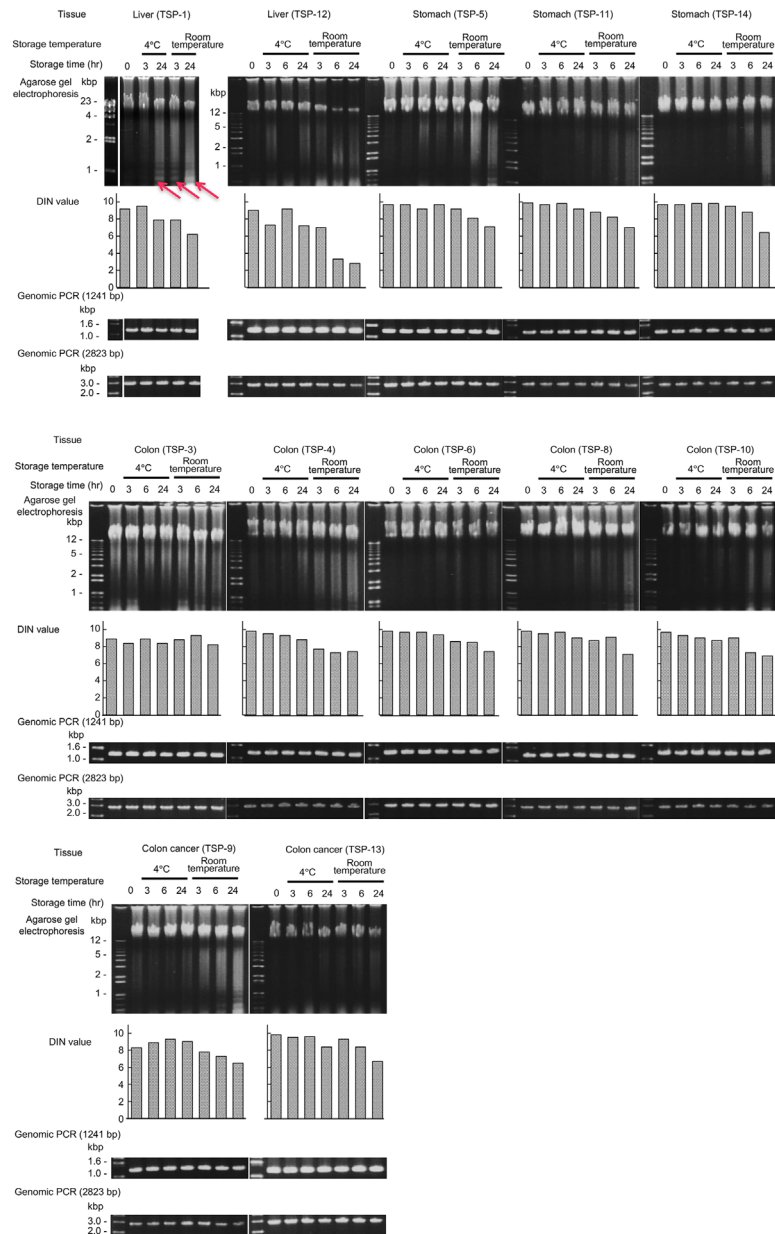 Tissue
Liver (TSP-1) Liver (TSP-12) Stomach (TSP-5) Stomach (TSP-11) Stomach (TSP-14)
Storage temperature 4°C Room temperature 4°C Room temperature 4°C Room temperature 4°C Room temperature 4°C Room temperature
Storage time (hr) 0 3 24 3 24 0 3 6 24 3 6 24 0 3 6 24 3 6 24 0 3 6 24 3 6 24 0 3 6 24 3 6 24
Agarose gel electrophoresis
kbp
23 -
4 -
2 -
1 -
kbp
12 -
5 -
2 -
1 -
DIN value
10
8
6
4
2
0
Genomic PCR (1241 bp)
kbp
1.6 -
1.0 -
Genomic PCR (2823 bp)
kbp
3.0 -
2.0 -
Tissue
Colon (TSP-3) Colon (TSP-4) Colon (TSP-6) Colon (TSP-8) Colon (TSP-10)
Storage temperature 4°C Room temperature 4°C Room temperature 4°C Room temperature 4°C Room temperature 4°C Room temperature
Storage time (hr) 0 3 6 24 3 6 24 0 3 6 24 3 6 24 0 3 6 24 3 6 24 0 3 6 24 3 6 24 0 3 6 24 3 6 24
Agarose gel electrophoresis
kbp
12 -
5 -
2 -
1 -
DIN value
10
8
6
4
2
0
Genomic PCR (1241 bp)
kbp
1.6 -
1.0 -
Genomic PCR (2823 bp)
kbp
3.0 -
2.0 -
Tissue
Colon cancer (TSP-9) Colon cancer (TSP-13)
Storage temperature 4°C Room temperature 4°C Room temperature
Storage time (hr) 0 3 6 24 3 6 24 0 3 6 24 3 6 24
Agarose gel electrophoresis
kbp
12 -
5 -
2 -
1 -
DIN value
10
8
6
4
2
0
Genomic PCR (1241 bp)
kbp
1.6 -
1.0 -
Genomic PCR (2823 bp)
kbp
3.0 -
2.0 -